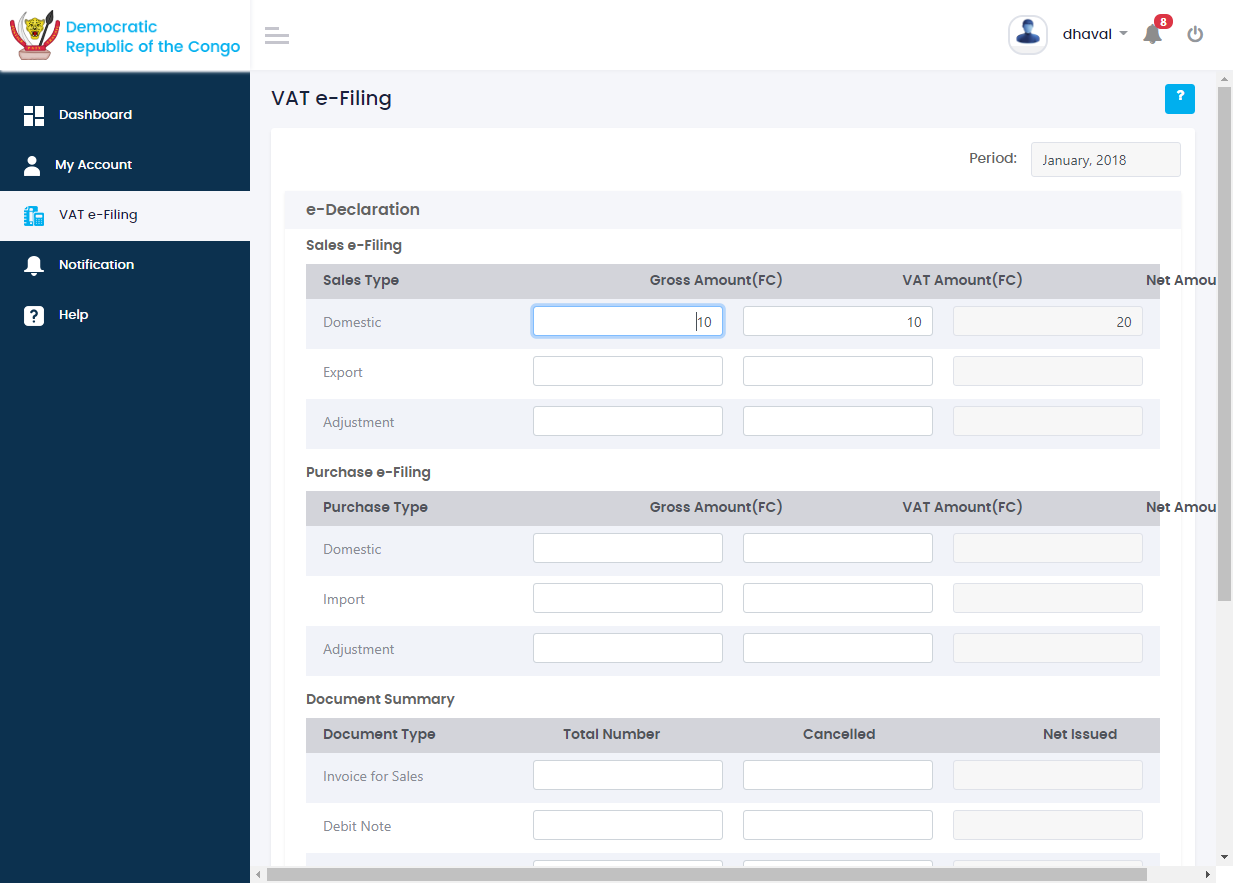 Democratic
Republic of the Congo
dhaval
8
Dashboard
My Account
VAT e-Filing
Notification
Help
VAT e-Filing
?
Period: January, 2018
e-Declaration
Sales e-Filing
Sales Type Gross Amount(FC) VAT Amount(FC) Net Amou
Domestic 10 10 20
Export
Adjustment
Purchase e-Filing
Purchase Type Gross Amount(FC) VAT Amount(FC) Net Amou
Domestic
Import
Adjustment
Document Summary
Document Type Total Number Cancelled Net Issued
Invoice for Sales
Debit Note